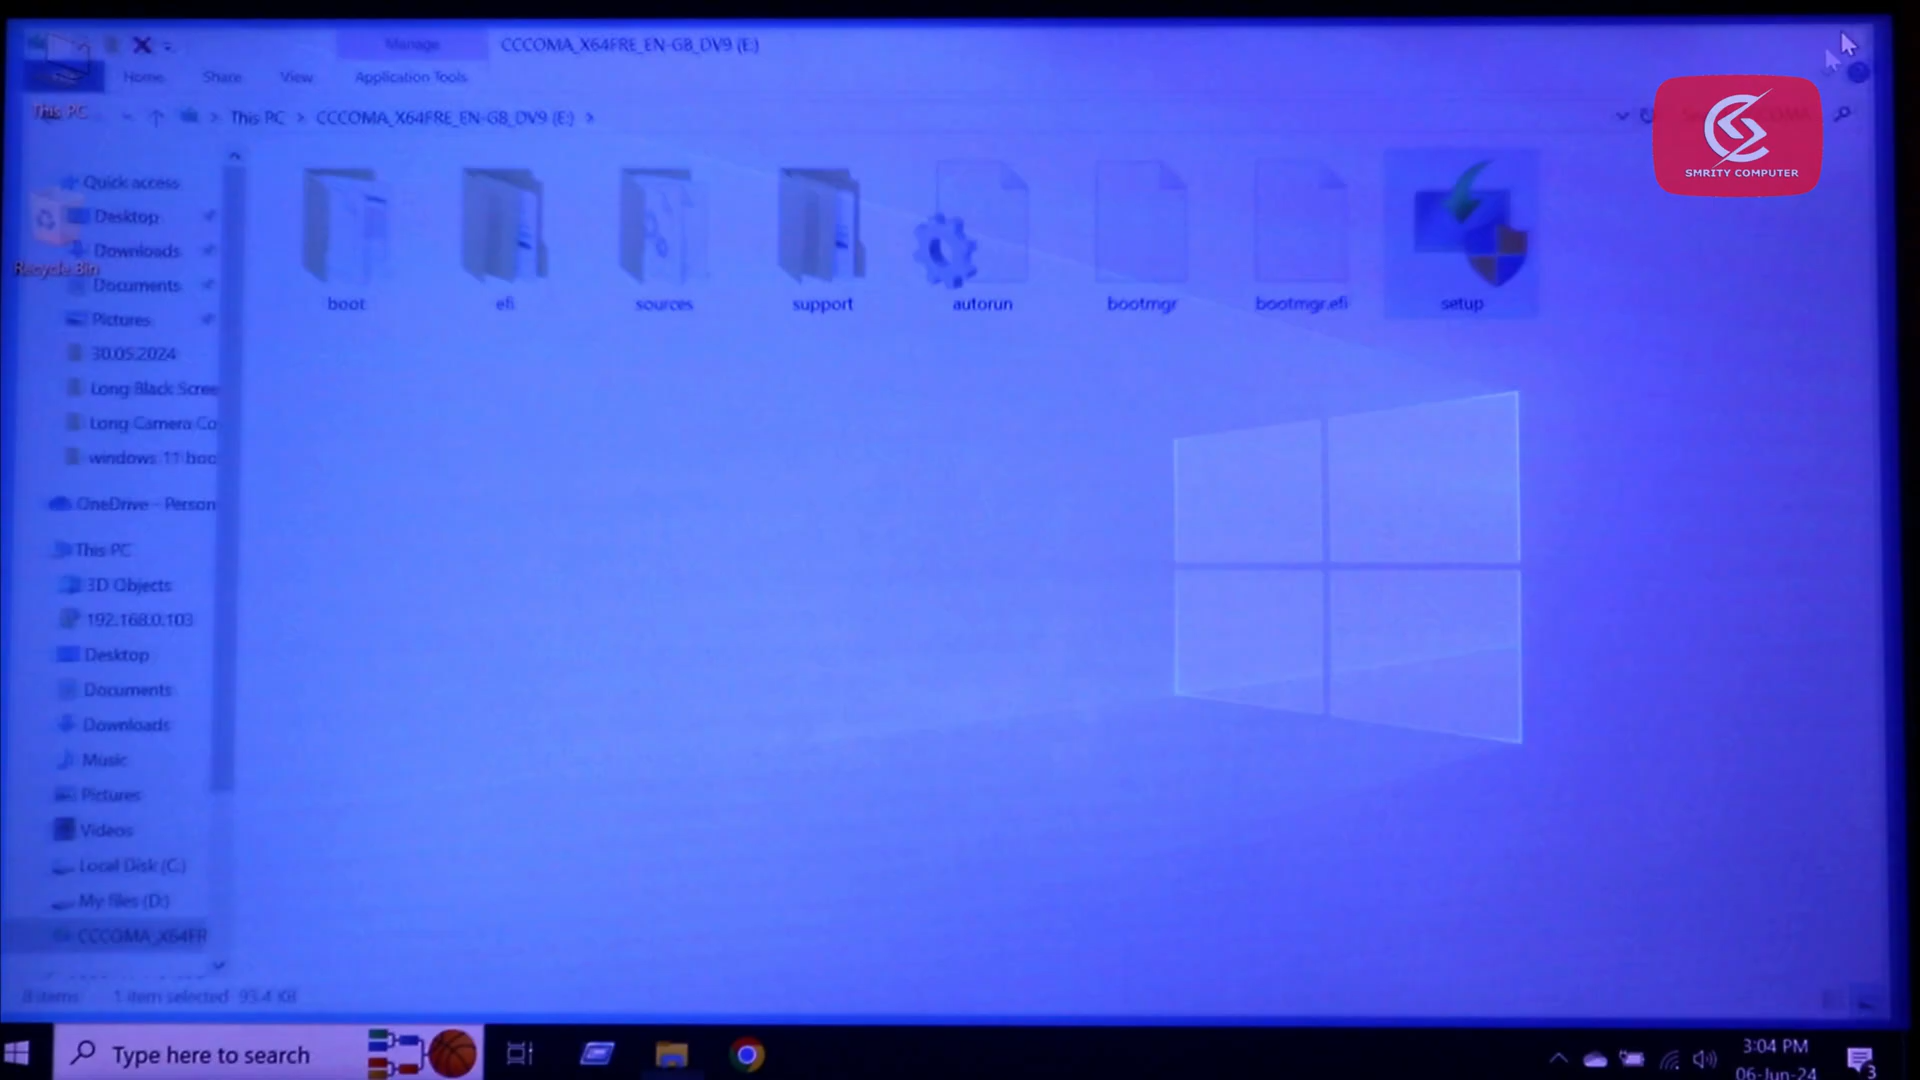 Manage
CCCOMA_X64FRE_EN-GB_DV9 (E:)
Home
Share
View
Application Tools
This PC
This PC
CCCOMA_X64FRE_EN-GB_DV9 (E:)
SMRITY COMPUTER
Quick access
Desktop
Downloads
Recycle Bin
Documents
Pictures
30.05.2024
Long Black Scree
Long Camera Co
windows 11 boo
OneDrive - Person
This PC
3D Objects
192.168.0.103
Desktop
Documents
Downloads
Music
Pictures
Videos
Local Disk (C:)
My files (D:)
CCCOMA_X64FR
boot
efi
sources
support
autorun
bootmgr
bootmgr.efi
setup
8 items
1 item selected 93.4 KB
Type here to search
3:04 PM
06-Jun-24
3